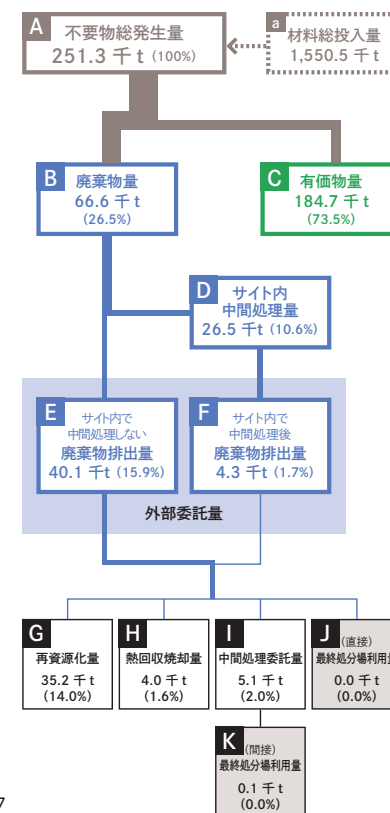 A
不要物総発生量
251.3 千 t (100%)
a
材料総投入量
1,550.5 千 t
B
廃棄物量
66.6 千 t
(26.5%)
C
有価物量
184.7 千 t
(73.5%)
D
サイト内
中間処理量
26.5 千t (10.6%)
E
サイト内で
中間処理しない
廃棄物排出量
40.1 千t (15.9%)
F
サイト内で
中間処理後
廃棄物排出量
4.3 千t (1.7%)
外部委託量
G
再資源化量
35.2 千 t
(14.0%)
H
熱回収焼却量
4.0 千 t
(1.6%)
I
中間処理委託量
5.1 千 t
(2.0%)
J
(直接)
最終処分場利用量
0.0 千 t
(0.0%)
K
(間接)
最終処分場利用量
0.1 千 t
(0.0%)
7